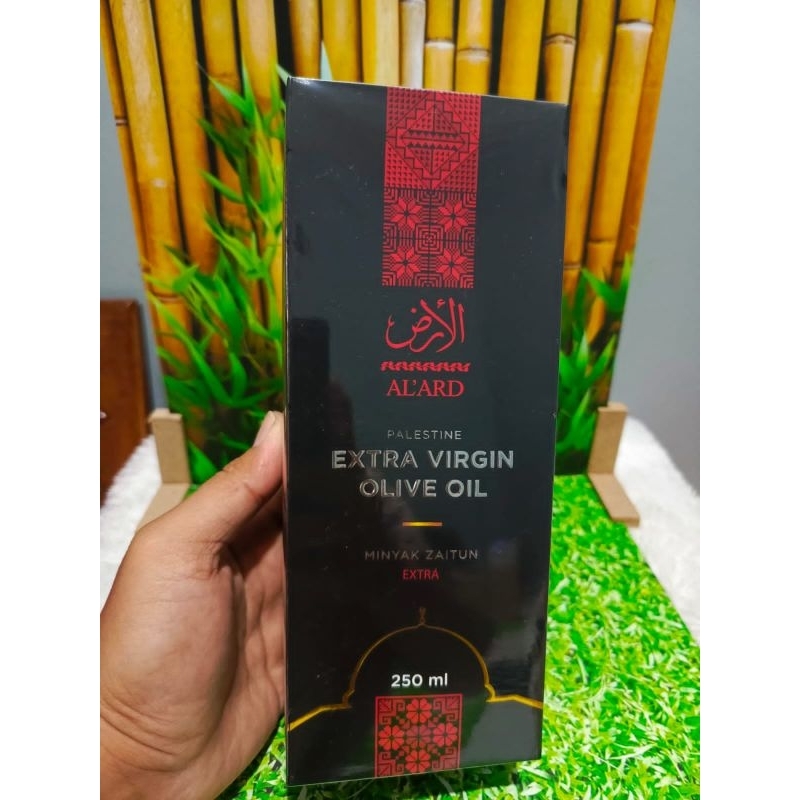 الأرض
AL'ARD
PALESTINE
EXTRA VIRGIN
OLIVE OIL
MINYAK ZAITUN
EXTRA
250 ml